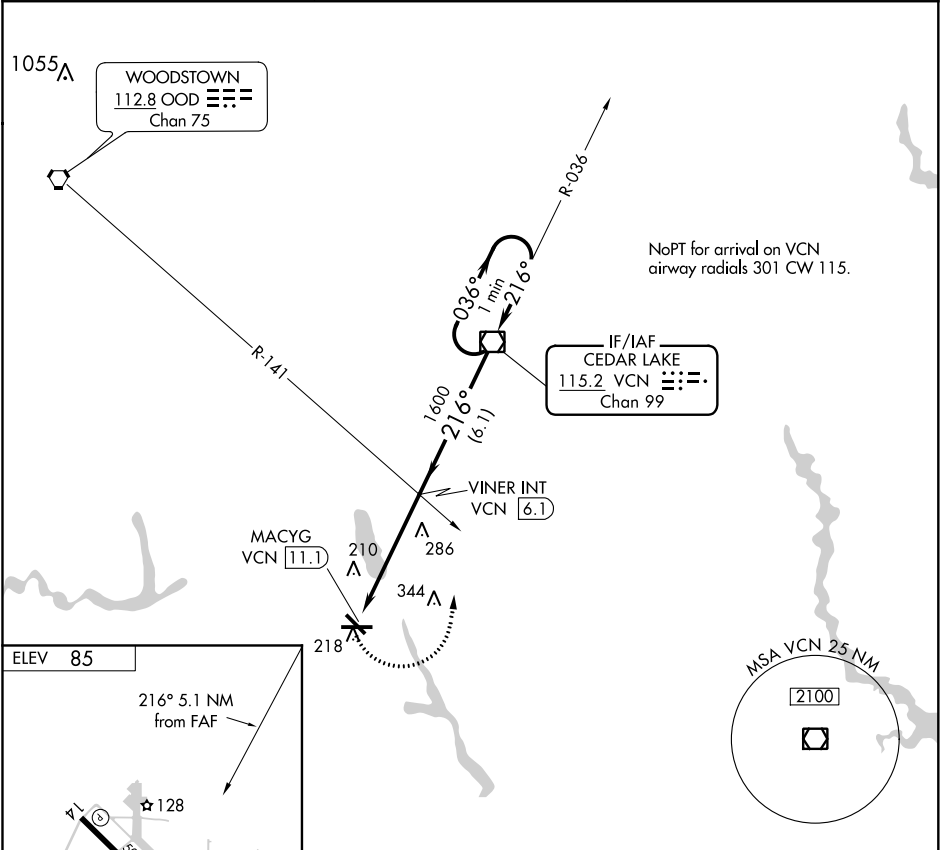 1055
WOODSTOWN
112.8 OOD
Chan 75
R-036
NoPT for arrival on VCN
airway radials 301 CW 115.
036°
1 min
216°
IF/IAF
CEDAR LAKE
115.2 VCN
Chan 99
R-141
1600
216°
(6.1)
VINER INT
VCN 6.1
MACYG
VCN 11.1
210
286
344
218
ELEV 85
216° 5.1 NM
from FAF
128
14
P
MSA VCN 25 NM
2100